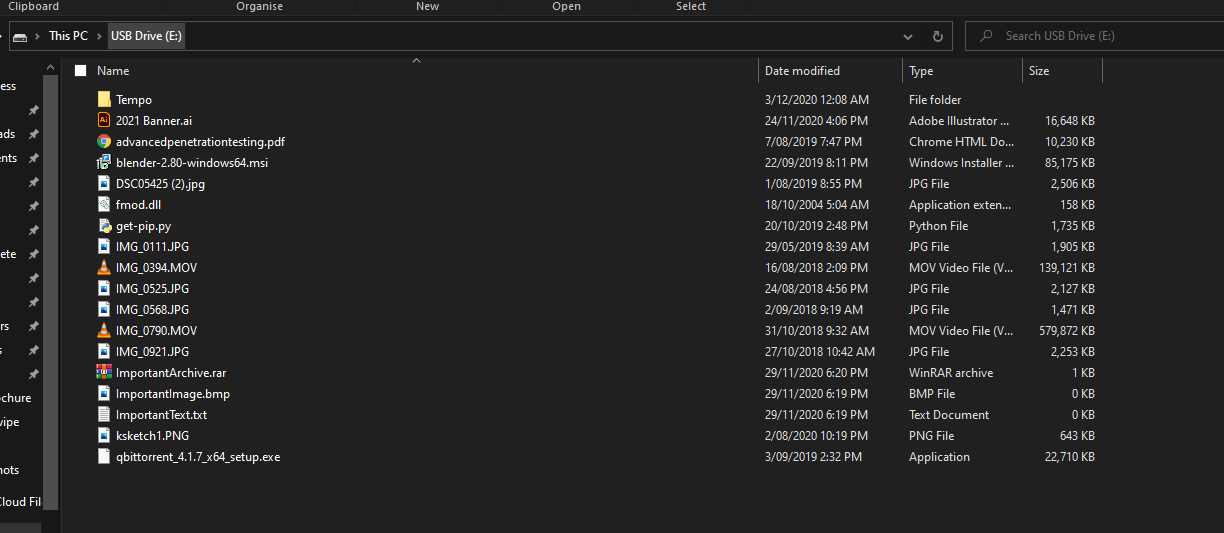 Clipboard Organise New Open Select
This PC USB Drive (E:) Search USB Drive (E:)
Name Date modified Type Size
ess
ads
ents
ete
ers
s
chure
wipe
hots
Cloud Fil
Tempo 3/12/2020 12:08 AM File folder
2021 Banner.ai 24/11/2020 4:06 PM Adobe Illustrator ... 16,648 KB
advancedpenetrationtesting.pdf 7/08/2019 7:47 PM Chrome HTML Do... 10,230 KB
blender-2.80-windows64.msi 22/09/2019 8:11 PM Windows Installer ... 85,175 KB
DSC05425 (2).jpg 1/08/2019 8:55 PM JPG File 2,506 KB
fmod.dll 18/10/2004 5:04 AM Application exten... 158 KB
get-pip.py 20/10/2019 2:48 PM Python File 1,735 KB
IMG_0111.JPG 29/05/2019 8:39 AM JPG File 1,905 KB
IMG_0394.MOV 16/08/2018 2:09 PM MOV Video File (V... 139,121 KB
IMG_0525.JPG 24/08/2018 4:56 PM JPG File 2,127 KB
IMG_0568.JPG 2/09/2018 9:19 AM JPG File 1,471 KB
IMG_0790.MOV 31/10/2018 9:32 AM MOV Video File (V... 579,872 KB
IMG_0921.JPG 27/10/2018 10:42 AM JPG File 2,253 KB
ImportantArchive.rar 29/11/2020 6:20 PM WinRAR archive 1 KB
ImportantImage.bmp 29/11/2020 6:19 PM BMP File 0 KB
ImportantText.txt 29/11/2020 6:19 PM Text Document 0 KB
ksketch1.PNG 2/08/2020 10:19 PM PNG File 643 KB
qbittorrent_4.1.7_x64_setup.exe 3/09/2019 2:32 PM Application 22,710 KB